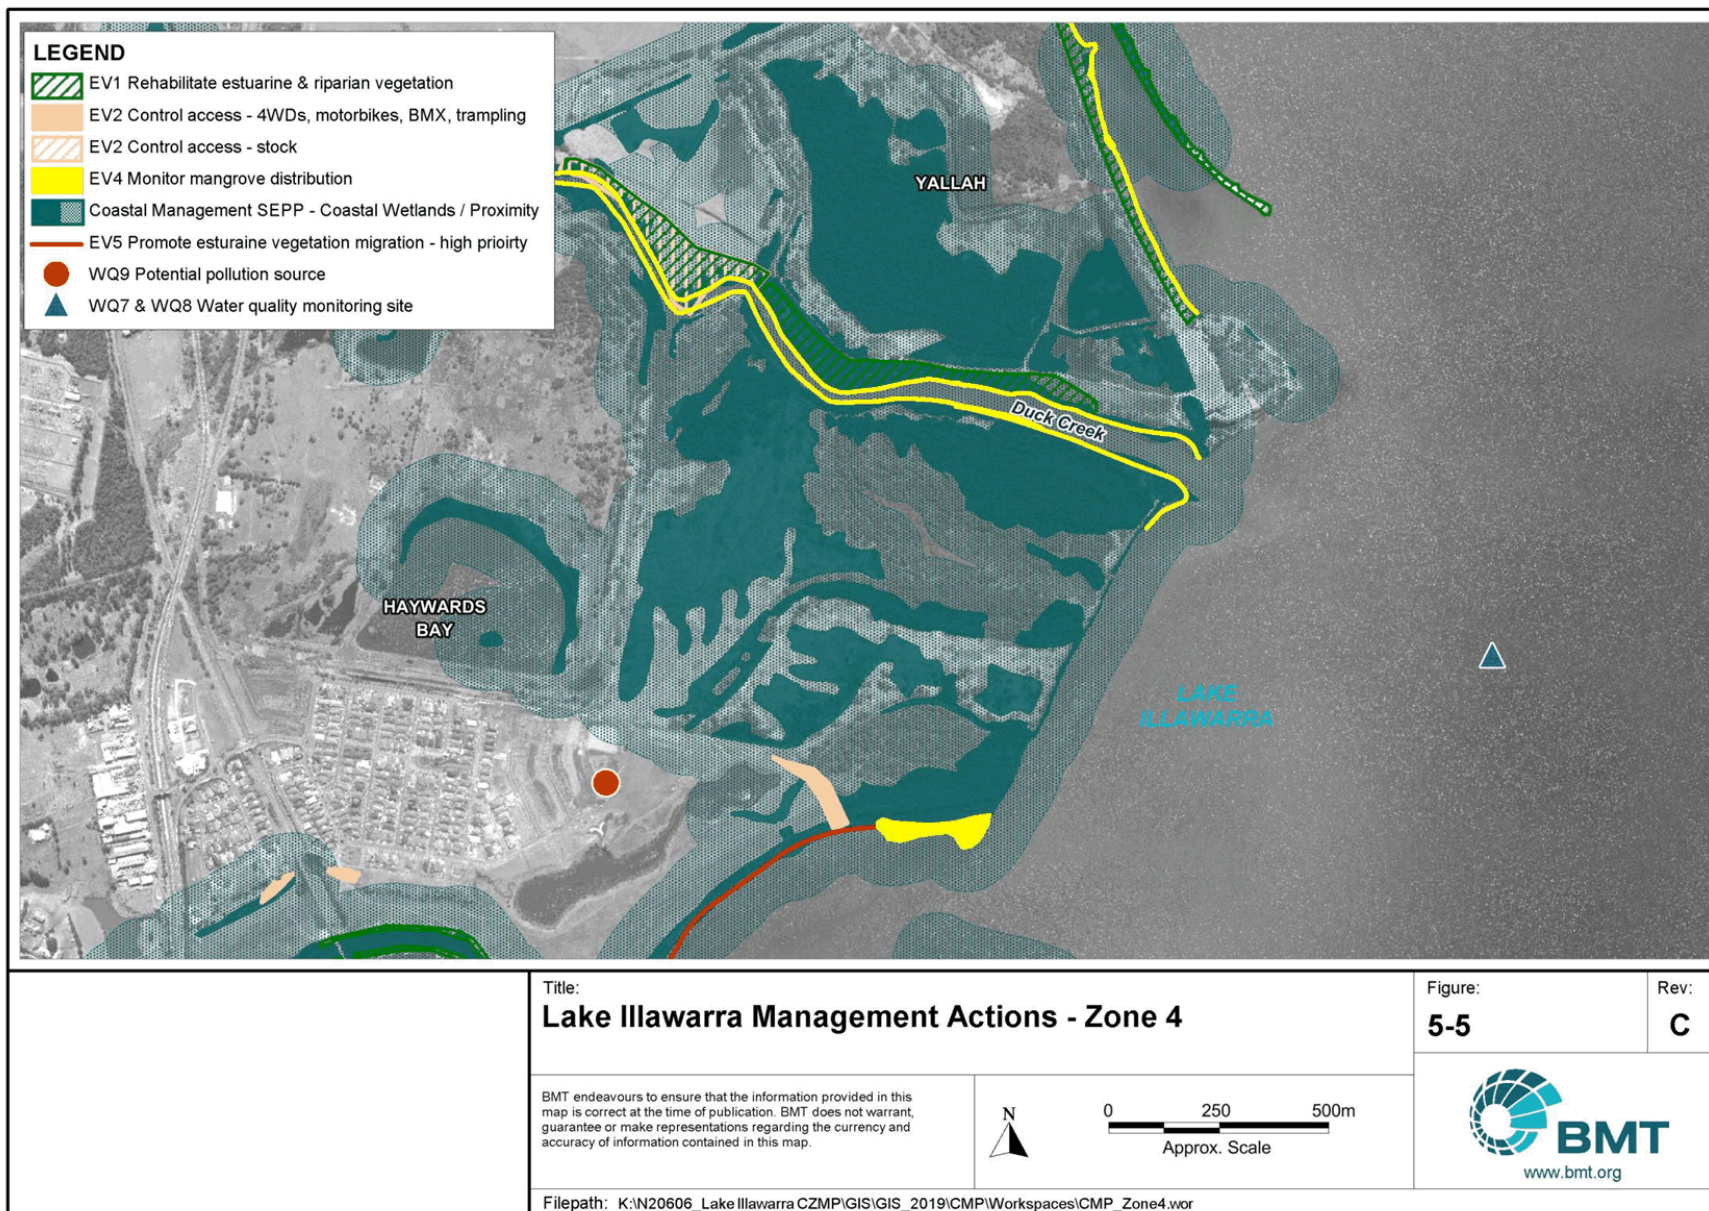 LEGEND
EV1 Rehabilitate estuarine & riparian vegetation
EV2 Control access - 4WDs, motorbikes, BMX, trampling
EV2 Control access - stock
EV4 Monitor mangrove distribution
Coastal Management SEPP - Coastal Wetlands / Proximity
EV5 Promote esturaine vegetation migration - high prioirty
WQ9 Potential pollution source
WQ7 & WQ8 Water quality monitoring site
YALLAH
Duck Creek
HAYWARDS
BAY
LAKE
ILLAWARRA
Title:
Lake Illawarra Management Actions - Zone 4
Figure:
5-5
Rev:
C
BMT endeavours to ensure that the information provided in this
map is correct at the time of publication. BMT does not warrant,
guarantee or make representations regarding the currency and
accuracy of information contained in this map.
N
0 250 500m
Approx. Scale
BMT
www.bmt.org
Filepath: K:\N20606_Lake Illawarra CZMP\GIS\GIS_2019\CMP\Workspaces\CMP_Zone4.wor